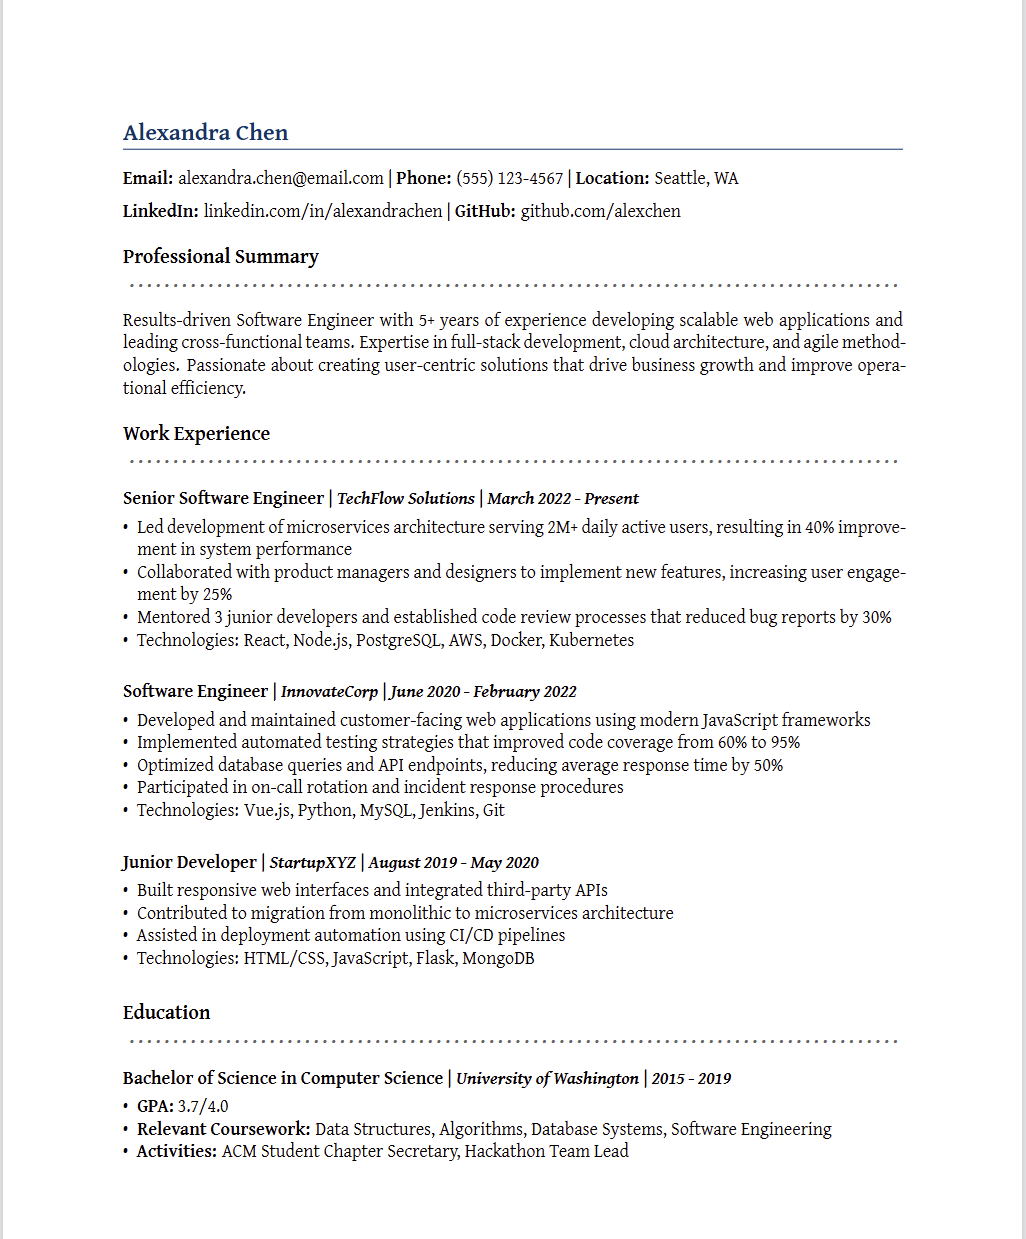 Alexandra Chen
Email: alexandra.chen@email.com | Phone: (555) 123-4567 | Location: Seattle, WA
LinkedIn: linkedin.com/in/alexandrachen | GitHub: github.com/alexchen
Professional Summary
Results-driven Software Engineer with 5+ years of experience developing scalable web applications and
leading cross-functional teams. Expertise in full-stack development, cloud architecture, and agile method-
ologies. Passionate about creating user-centric solutions that drive business growth and improve opera-
tional efficiency.
Work Experience
Senior Software Engineer | TechFlow Solutions | March 2022 - Present
• Led development of microservices architecture serving 2M+ daily active users, resulting in 40% improve-
ment in system performance
• Collaborated with product managers and designers to implement new features, increasing user engage-
ment by 25%
• Mentored 3 junior developers and established code review processes that reduced bug reports by 30%
• Technologies: React, Node.js, PostgreSQL, AWS, Docker, Kubernetes
Software Engineer | InnovateCorp | June 2020 - February 2022
• Developed and maintained customer-facing web applications using modern JavaScript frameworks
• Implemented automated testing strategies that improved code coverage from 60% to 95%
• Optimized database queries and API endpoints, reducing average response time by 50%
• Participated in on-call rotation and incident response procedures
• Technologies: Vue.js, Python, MySQL, Jenkins, Git
Junior Developer | StartupXYZ | August 2019 - May 2020
• Built responsive web interfaces and integrated third-party APIs
• Contributed to migration from monolithic to microservices architecture
• Assisted in deployment automation using CI/CD pipelines
• Technologies: HTML/CSS, JavaScript, Flask, MongoDB
Education
Bachelor of Science in Computer Science | University of Washington | 2015 - 2019
• GPA: 3.7/4.0
• Relevant Coursework: Data Structures, Algorithms, Database Systems, Software Engineering
• Activities: ACM Student Chapter Secretary, Hackathon Team Lead